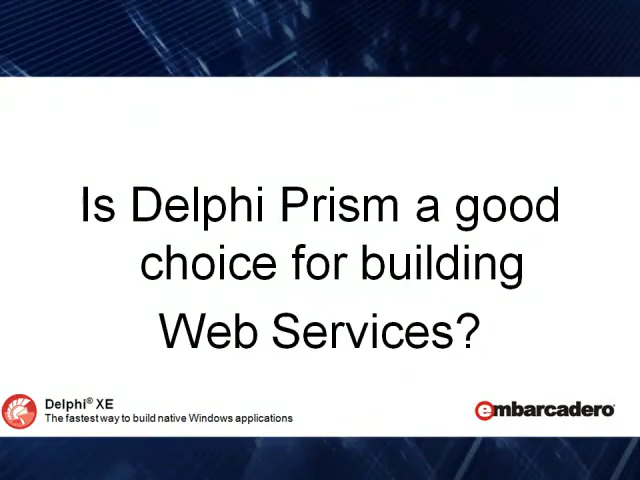 Is Delphi Prism a good
choice for building
Web Services?
Delphi® XE
The fastest way to build native Windows applications
embarcadero